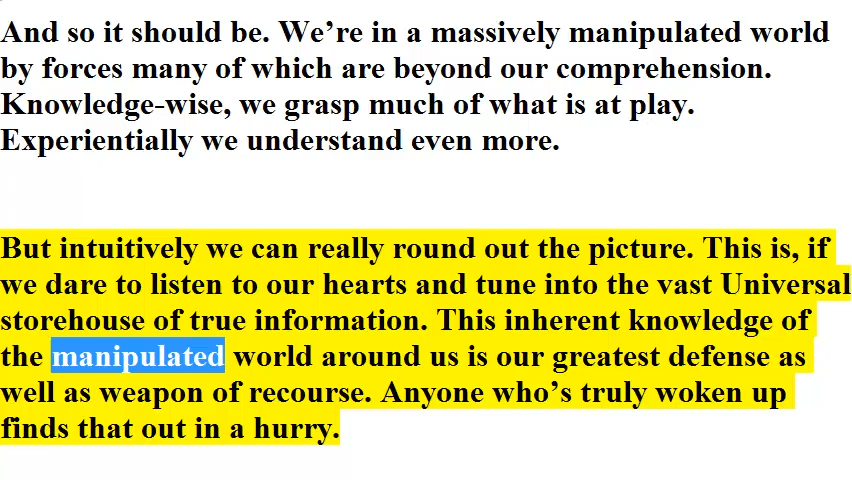 And so it should be. We’re in a massively manipulated world
by forces many of which are beyond our comprehension.
Knowledge-wise, we grasp much of what is at play.
Experientially we understand even more.
But intuitively we can really round out the picture. This is, if
we dare to listen to our hearts and tune into the vast Universal
storehouse of true information. This inherent knowledge of
the manipulated world around us is our greatest defense as
well as weapon of recourse. Anyone who’s truly woken up
finds that out in a hurry.